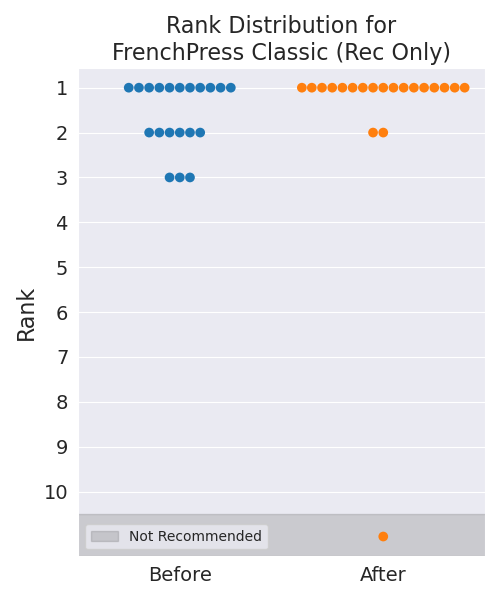 Rank Distribution for
FrenchPress Classic (Rec Only)
Rank
1
2
3
4
5
6
7
8
9
10
Not Recommended
Before After